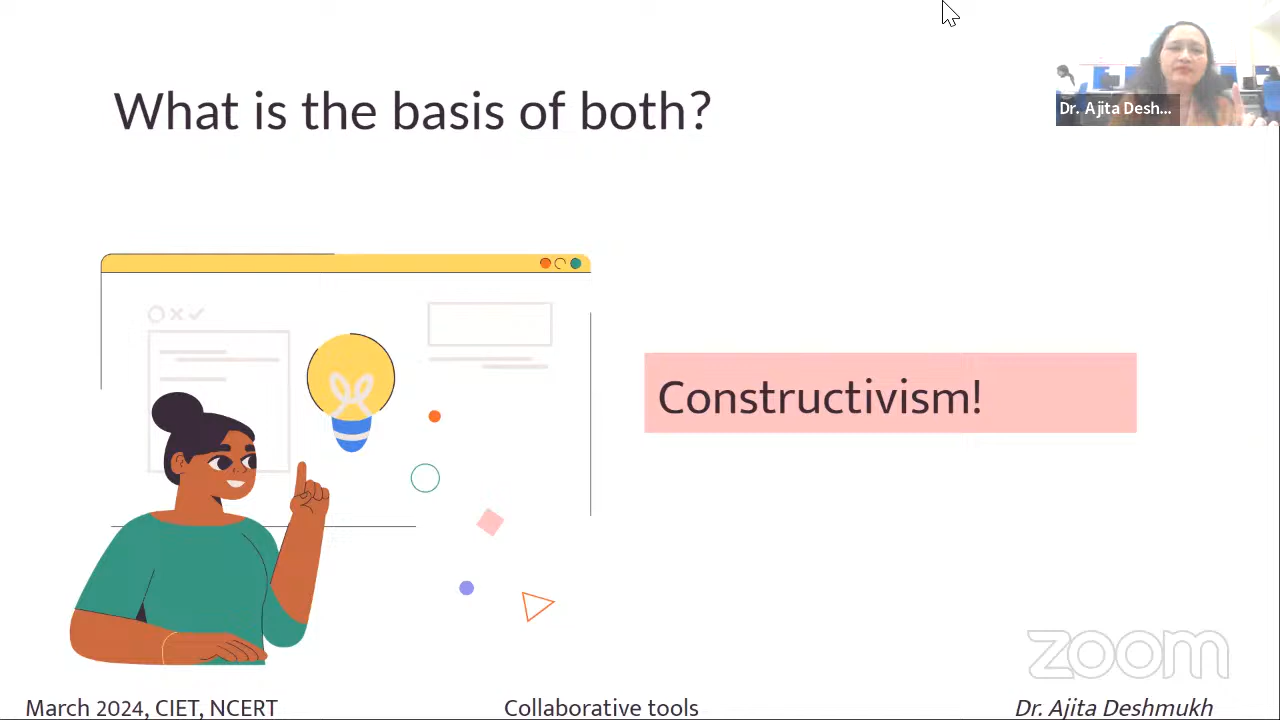 What is the basis of both?
Dr. Ajita Desh...
Constructivism!
zoom
March 2024, CIET, NCERT
Collaborative tools
Dr. Ajita Deshmukh